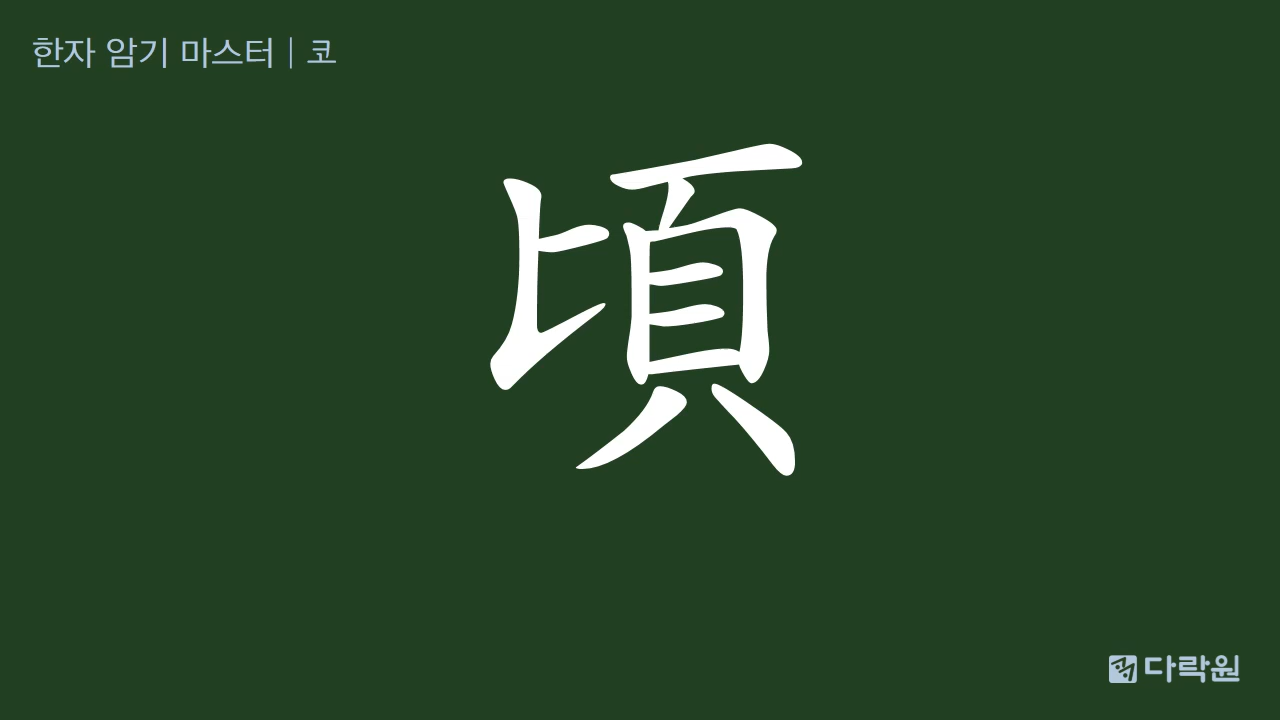 한자 암기 마스터 | 코
頃
다락원